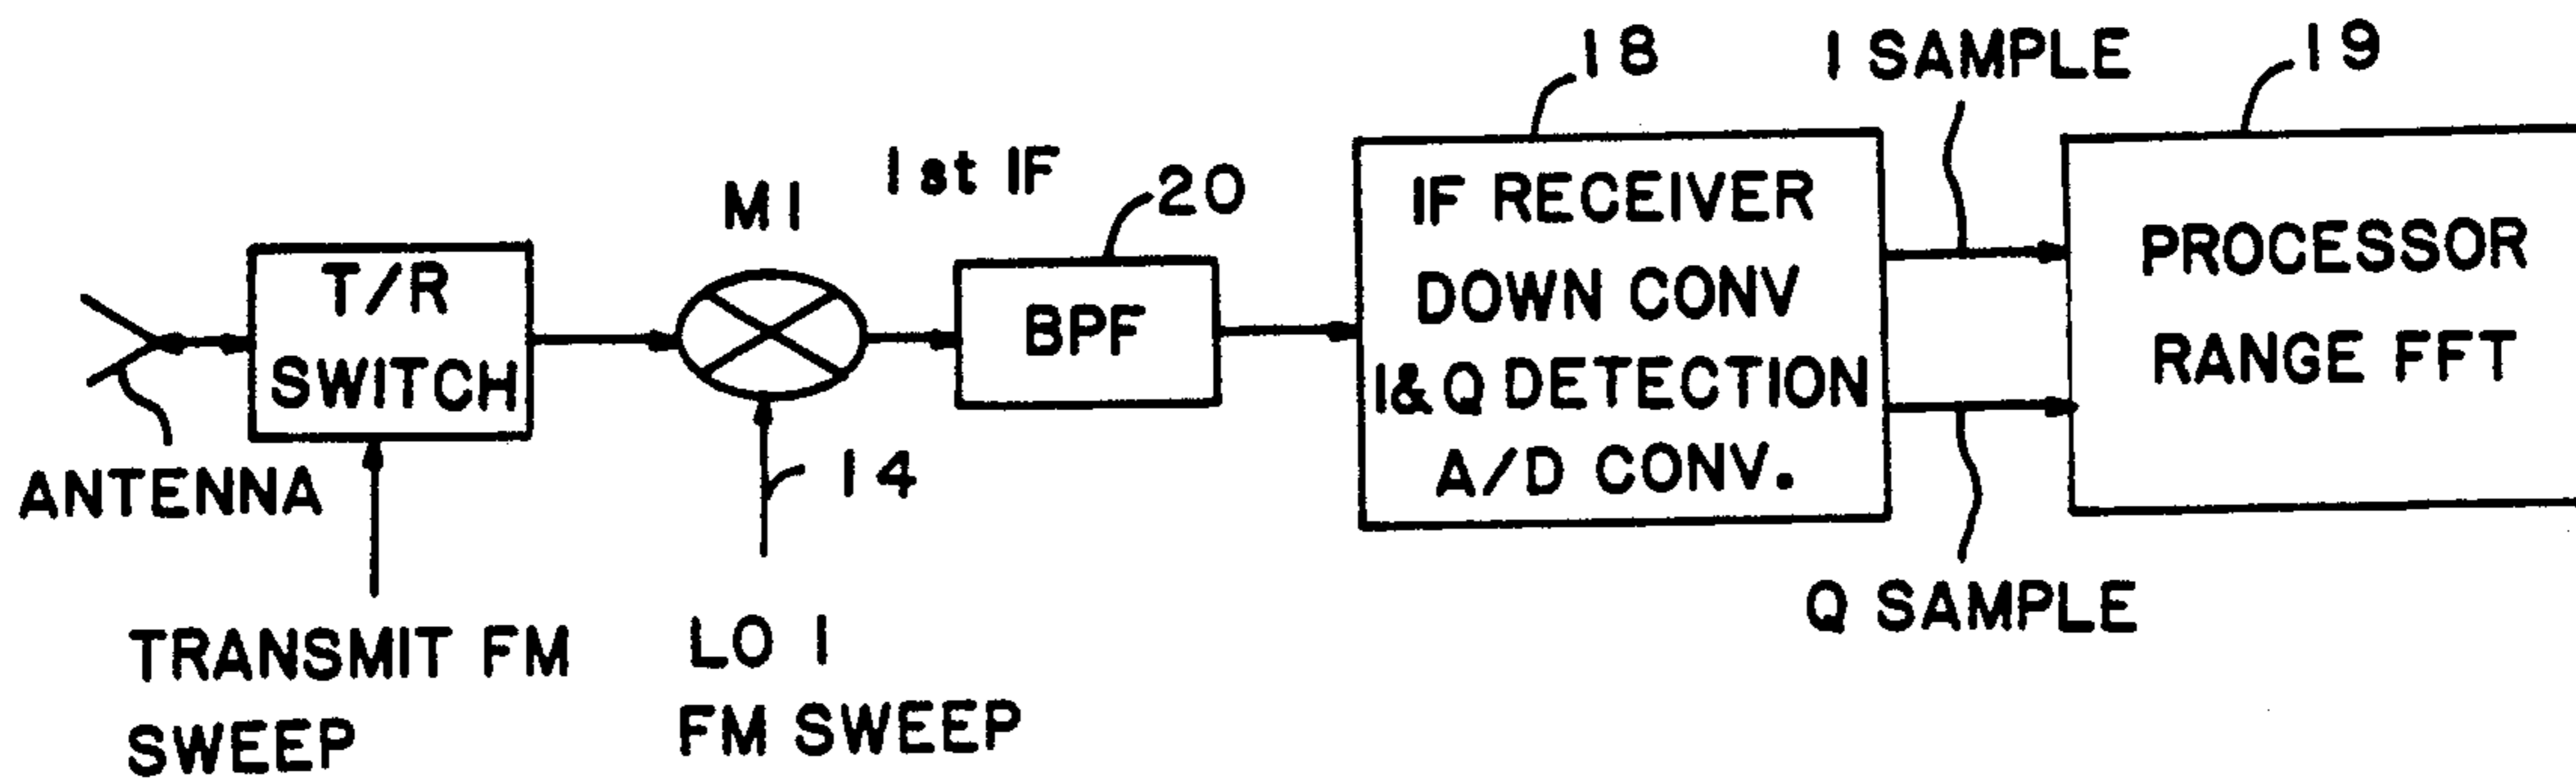 18
I SAMPLE
19
1st IF
M1
20
T/R
SWITCH
BPF
IF RECEIVER
DOWN CONV
I&Q DETECTION
A/D CONV.
PROCESSOR
RANGE FFT
ANTENNA
14
TRANSMIT FM
SWEEP
LO 1
FM SWEEP
Q SAMPLE